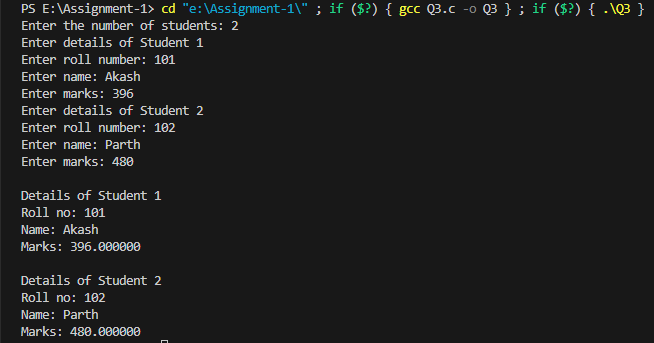 PS E:\Assignment-1> cd "e:\Assignment-1\" ; if ($?) { gcc Q3.c -o Q3 } ; if ($?) { .\Q3 }
Enter the number of students: 2
Enter details of Student 1
Enter roll number: 101
Enter name: Akash
Enter marks: 396
Enter details of Student 2
Enter roll number: 102
Enter name: Parth
Enter marks: 480

Details of Student 1
Roll no: 101
Name: Akash
Marks: 396.000000

Details of Student 2
Roll no: 102
Name: Parth
Marks: 480.000000